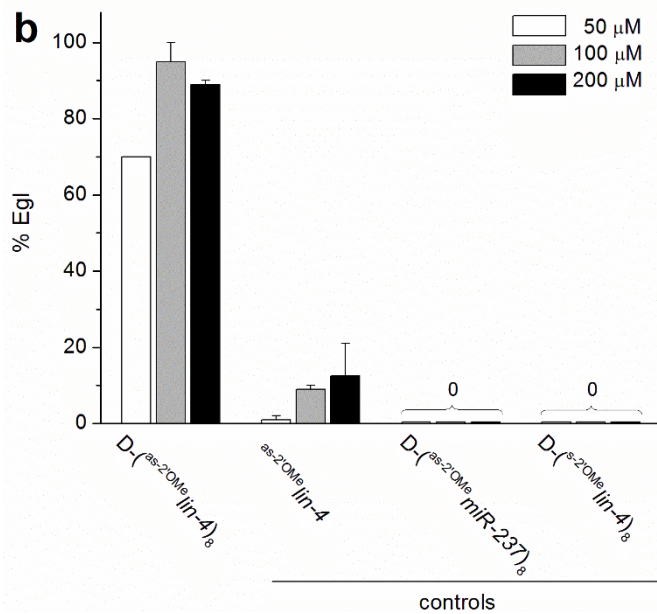 b
50 μM
100 μM
200 μM
100
80
60
40
20
0
% Egl
0
0
D-(as-2'OMe lin-4)8
as-2'OMe lin-4
D-(as-2'OMe miR-237)8
D-(s-2'OMe lin-4)8
controls